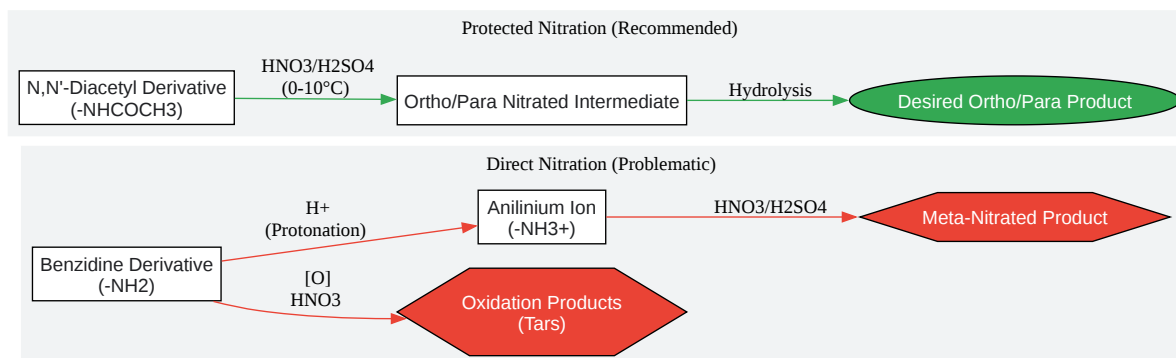 Protected Nitration (Recommended)
N,N'-Diacetyl Derivative
(-NHCOCH3)
HNO3/H2SO4
(0-10°C)
Ortho/Para Nitrated Intermediate
Hydrolysis
Desired Ortho/Para Product
Direct Nitration (Problematic)
Benzidine Derivative
(-NH2)
H+
(Protonation)
Anilinium Ion
(-NH3+)
HNO3/H2SO4
Meta-Nitrated Product
[O]
HNO3
Oxidation Products
(Tars)